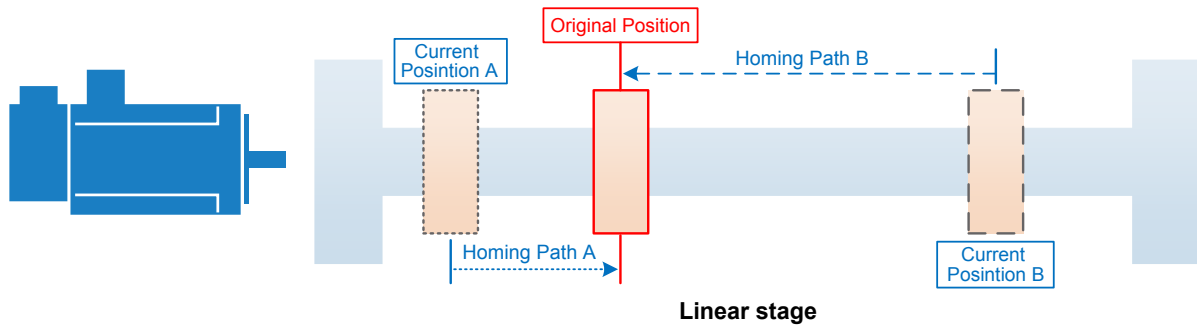 Original Position
Current
Posintion A
Homing Path B
Homing Path A
Current
Posintion B
Linear stage